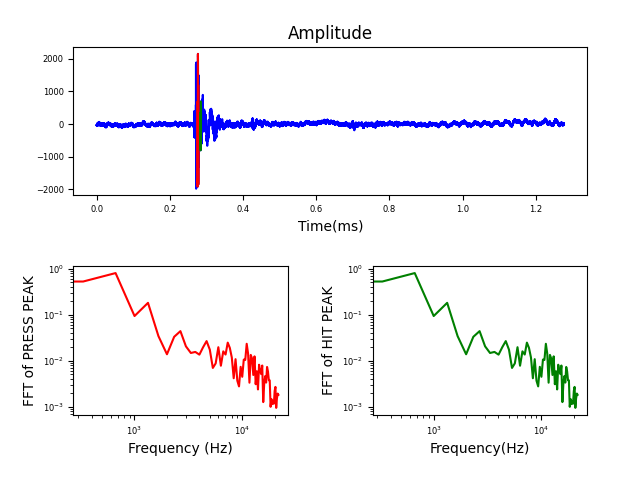 Amplitude
2000
1000
0
−1000
−2000
0.0 0.2 0.4 0.6 0.8 1.0 1.2
Time(ms)
FFT of PRESS PEAK
10⁰
10⁻¹
10⁻²
10⁻³
10³ 10⁴
Frequency (Hz)
FFT of HIT PEAK
10⁰
10⁻¹
10⁻²
10⁻³
10³ 10⁴
Frequency(Hz)